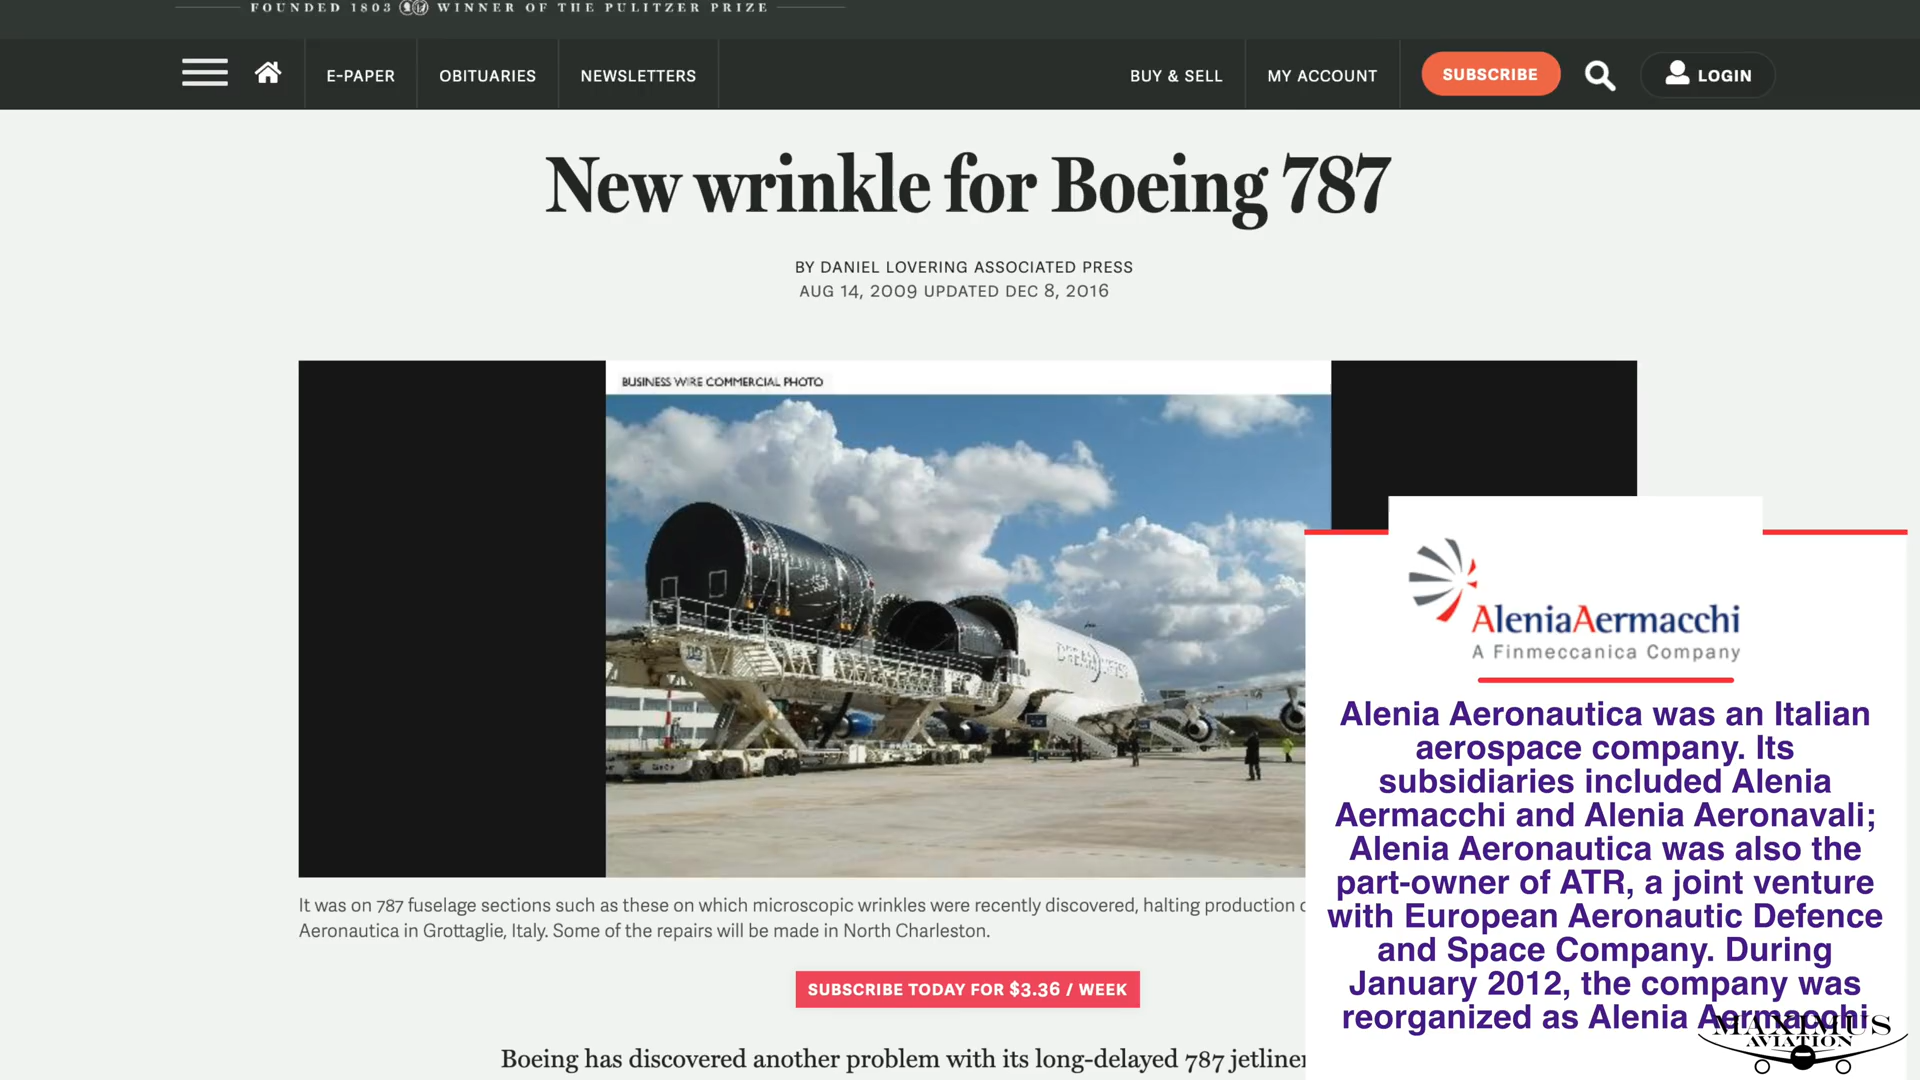 FOUNDED 1803 WINNER OF THE PULITZER PRIZE
E-PAPER OBITUARIES NEWSLETTERS BUY & SELL MY ACCOUNT SUBSCRIBE LOGIN
New wrinkle for Boeing 787
BY DANIEL LOVERING ASSOCIATED PRESS
AUG 14, 2009 UPDATED DEC 8, 2016
BUSINESS WIRE COMMERCIAL PHOTO
It was on 787 fuselage sections such as these on which microscopic wrinkles were recently discovered, halting production
Aeronautica in Grottaglie, Italy. Some of the repairs will be made in North Charleston.
SUBSCRIBE TODAY FOR $3.36 / WEEK
Boeing has discovered another problem with its long-delayed 787 jetliner
AleniaAermacchi
A Finmeccanica Company
Alenia Aeronautica was an Italian
aerospace company. Its
subsidiaries included Alenia
Aermacchi and Alenia Aeronavali;
Alenia Aeronautica was also the
part-owner of ATR, a joint venture
with European Aeronautic Defence
and Space Company. During
January 2012, the company was
reorganized as Alenia Aermacchi
MAXIMUS
AVIATION